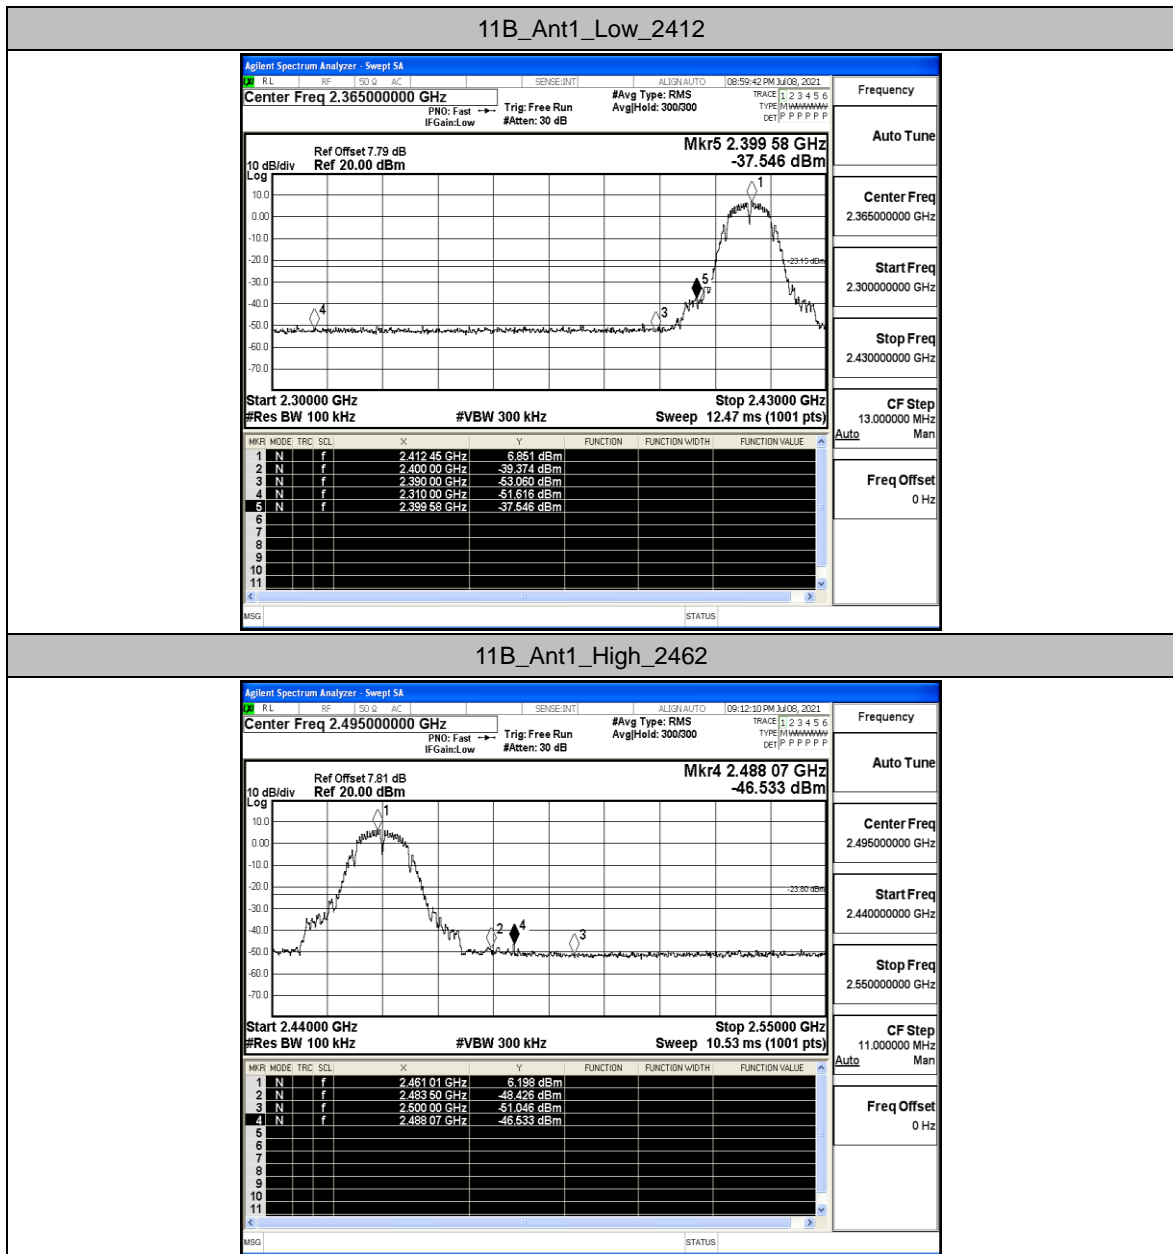 11B_Ant1_Low_2412
Agilent Spectrum Analyzer - Swept SA
RL RF 50 Ω AC SENSE:INT ALIGN AUTO 08:59:42 PM Jul 08, 2021
Center Freq 2.365000000 GHz
PNO: Fast
IFGain:Low
Trig: Free Run
#Atten: 30 dB
#Avg Type: RMS
Avg|Hold: 300/300
TRACE 1 2 3 4 5 6
TYPE M
DET P P P P P P
Frequency
Auto Tune
Ref Offset 7.79 dB
10 dB/div Ref 20.00 dBm
Log
Mkr5 2.399 58 GHz
-37.546 dBm
10.0
0.00
-10.0
-20.0
-30.0
-40.0
-50.0
-60.0
-70.0
1
-23.15 dBm
5
4
3
Start 2.30000 GHz Stop 2.43000 GHz
#Res BW 100 kHz #VBW 300 kHz Sweep 12.47 ms (1001 pts)
Center Freq
2.365000000 GHz
Start Freq
2.300000000 GHz
Stop Freq
2.430000000 GHz
CF Step
13.000000 MHz
Auto Man
Freq Offset
0 Hz
MKR MODE TRC SCL X Y FUNCTION FUNCTION WIDTH FUNCTION VALUE
1 N f 2.412 45 GHz 6.851 dBm
2 N f 2.400 00 GHz -39.374 dBm
3 N f 2.390 00 GHz -53.060 dBm
4 N f 2.310 00 GHz -51.616 dBm
5 N f 2.399 58 GHz -37.546 dBm
6
7
8
9
10
11
MSG STATUS
11B_Ant1_High_2462
Agilent Spectrum Analyzer - Swept SA
RL RF 50 Ω AC SENSE:INT ALIGN AUTO 09:12:10 PM Jul 08, 2021
Center Freq 2.495000000 GHz
PNO: Fast
IFGain:Low
Trig: Free Run
#Atten: 30 dB
#Avg Type: RMS
Avg|Hold: 300/300
TRACE 1 2 3 4 5 6
TYPE M
DET P P P P P P
Frequency
Auto Tune
Ref Offset 7.81 dB
10 dB/div Ref 20.00 dBm
Log
Mkr4 2.488 07 GHz
-46.533 dBm
10.0
0.00
-10.0
-20.0
-30.0
-40.0
-50.0
-60.0
-70.0
1
-23.80 dBm
2
4
3
Start 2.44000 GHz Stop 2.55000 GHz
#Res BW 100 kHz #VBW 300 kHz Sweep 10.53 ms (1001 pts)
Center Freq
2.495000000 GHz
Start Freq
2.440000000 GHz
Stop Freq
2.550000000 GHz
CF Step
11.000000 MHz
Auto Man
Freq Offset
0 Hz
MKR MODE TRC SCL X Y FUNCTION FUNCTION WIDTH FUNCTION VALUE
1 N f 2.461 01 GHz 6.198 dBm
2 N f 2.483 50 GHz -48.426 dBm
3 N f 2.500 00 GHz -51.046 dBm
4 N f 2.488 07 GHz -46.533 dBm
5
6
7
8
9
10
11
MSG STATUS